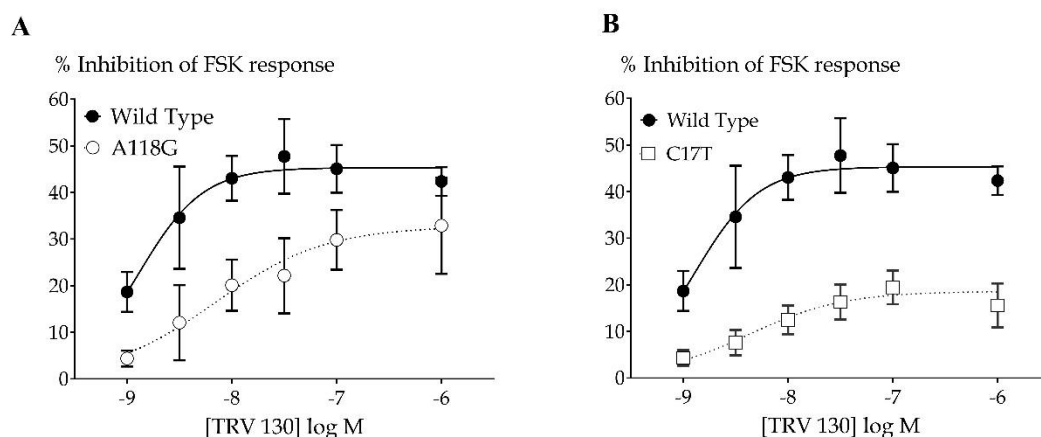 A
% Inhibition of FSK response
60
50
40
30
20
10
0
Wild Type
A118G
-9
-8
-7
-6
[TRV 130] log M
B
% Inhibition of FSK response
60
50
40
30
20
10
0
Wild Type
C17T
-9
-8
-7
-6
[TRV 130] log M